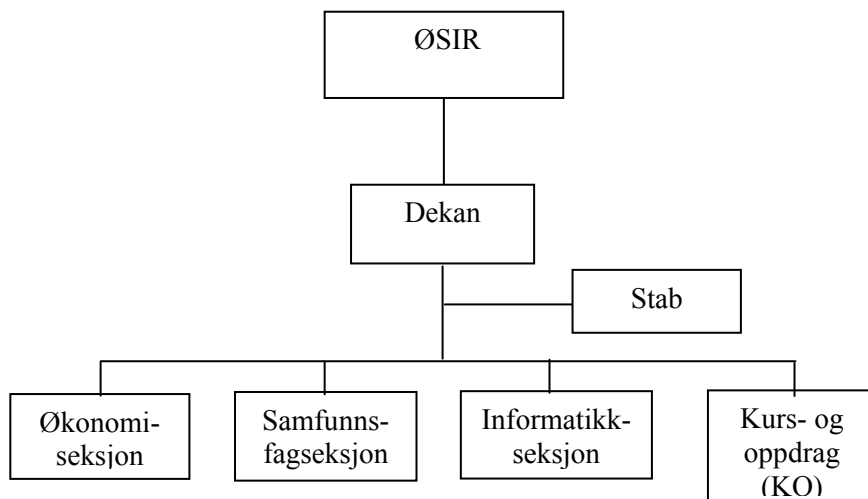 ØSIR
Dekan
Stab
Økonomi-
seksjon
Samfunns-
fagseksjon
Informatikk-
seksjon
Kurs- og
oppdrag
(KO)